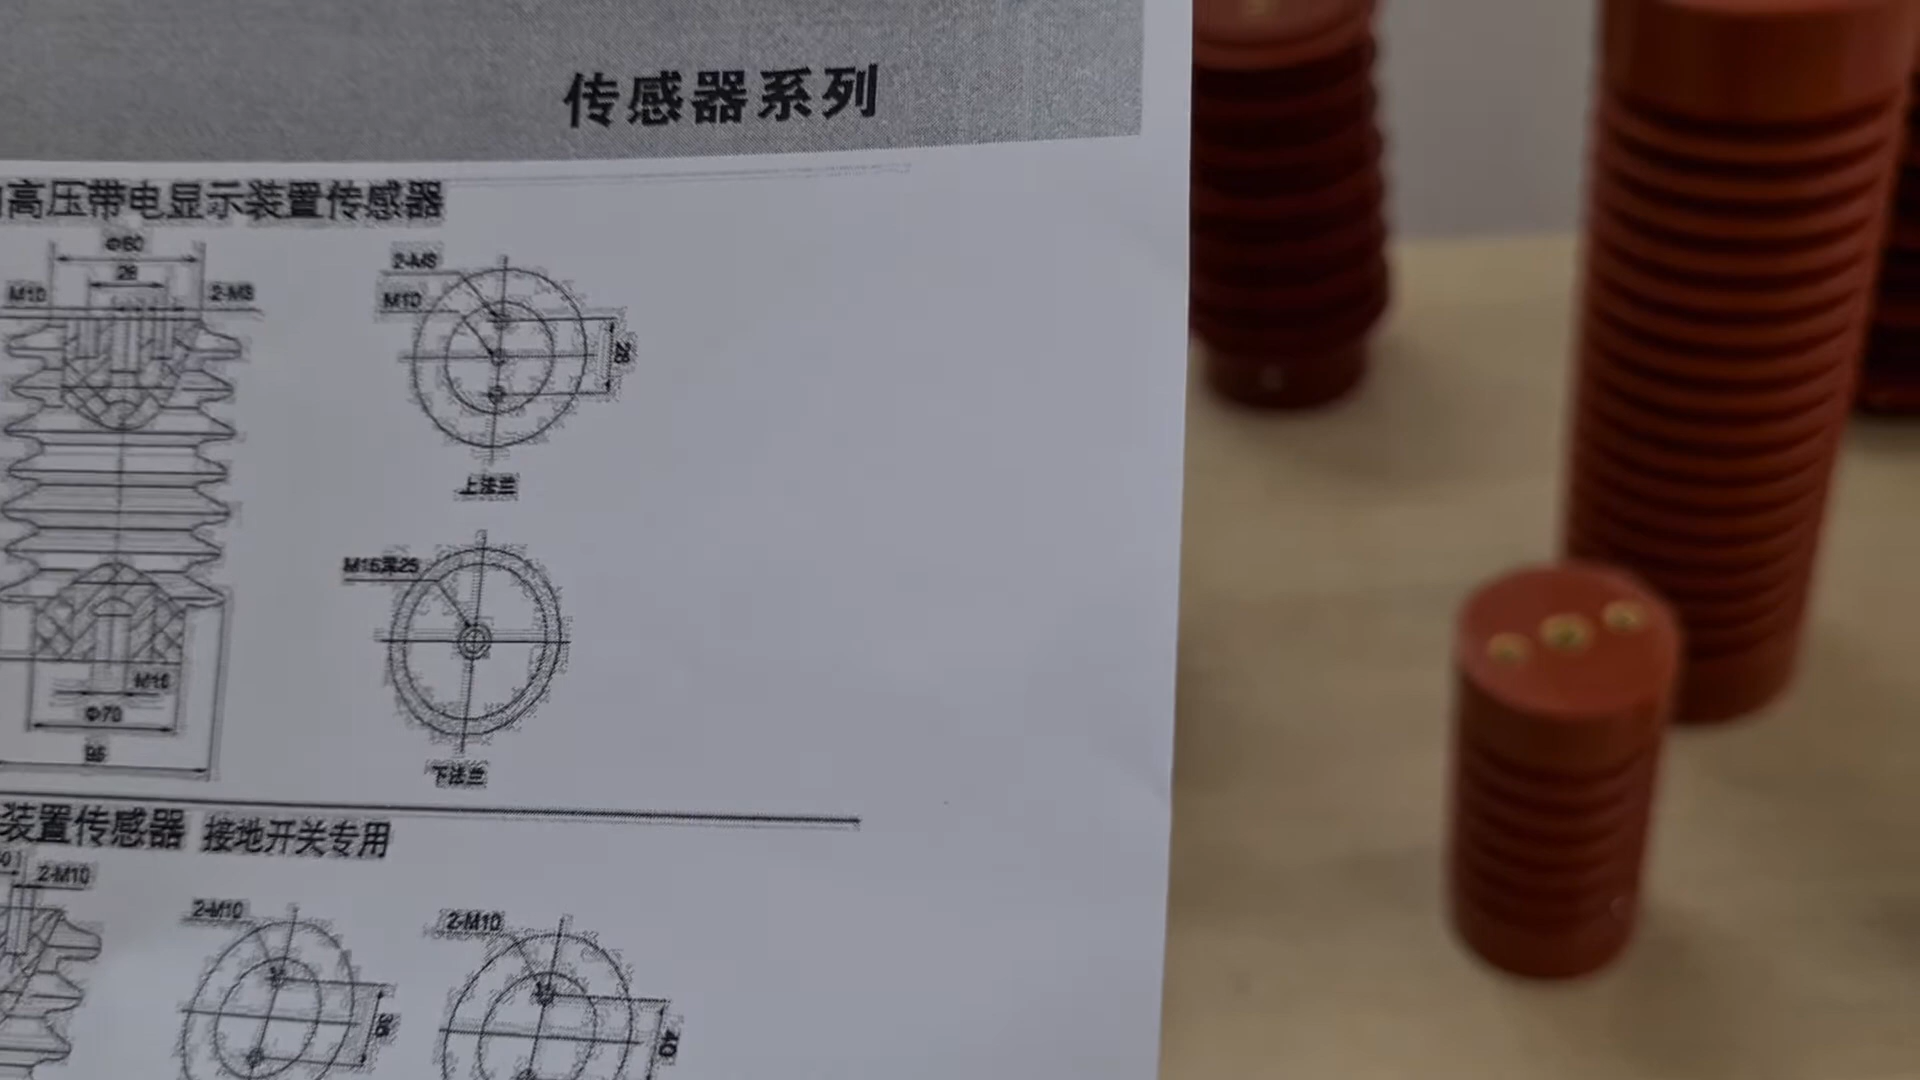 传感器系列
高压带电显示装置传感器
Φ60
28
M10
2-M8
2-M8
M10
28
上法兰
M16深25
M16
Φ70
95
下法兰
装置传感器 接地开关专用
2-M10
2-M10
2-M10
36
40